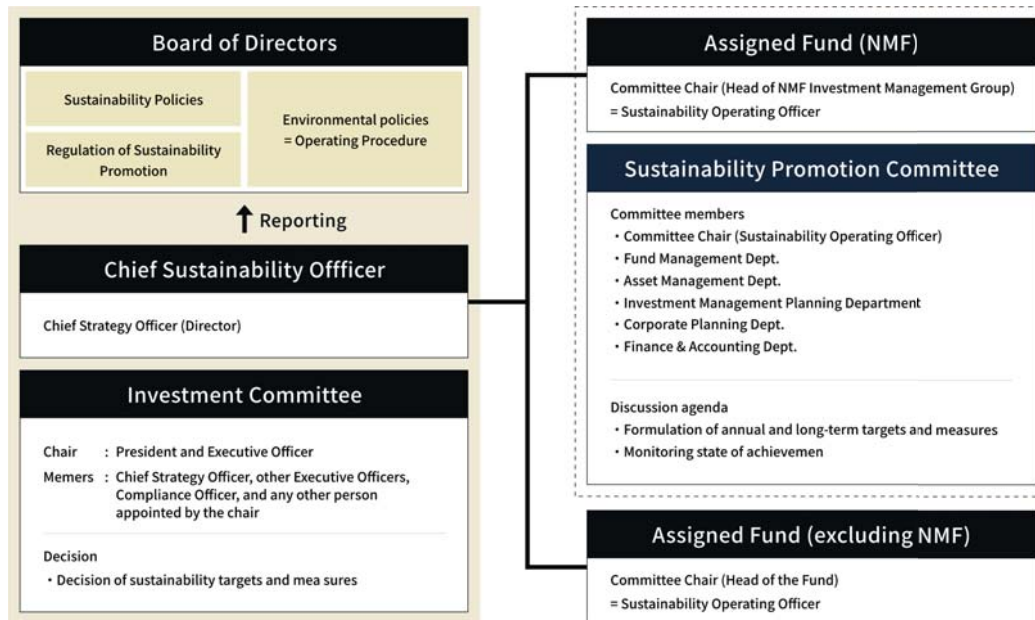 Board of Directors
Sustainability Policies
Regulation of Sustainability
Promotion
Environmental policies
= Operating Procedure
Reporting
Chief Sustainability Offficer
Chief Strategy Officer (Director)
Investment Committee
Chair : President and Executive Officer
Memers : Chief Strategy Officer, other Executive Officers,
Compliance Officer, and any other person
appointed by the chair
Decision
・Decision of sustainability targets and mea sures
Assigned Fund (NMF)
Committee Chair (Head of NMF Investment Management Group)
= Sustainability Operating Officer
Sustainability Promotion Committee
Committee members
・Committee Chair (Sustainability Operating Officer)
・Fund Management Dept.
・Asset Management Dept.
・Investment Management Planning Department
・Corporate Planning Dept.
・Finance & Accounting Dept.
Discussion agenda
・Formulation of annual and long-term targets and measures
・Monitoring state of achievemen
Assigned Fund (excluding NMF)
Committee Chair (Head of the Fund)
= Sustainability Operating Officer